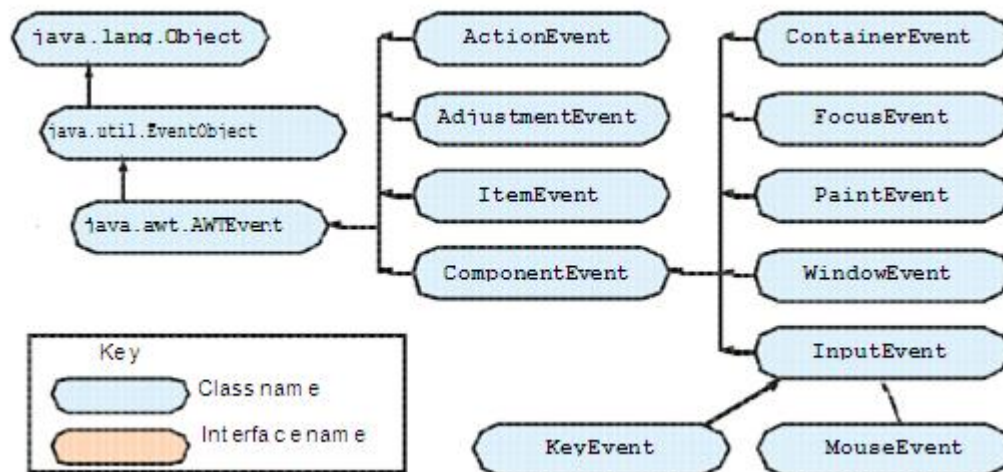 java.lang.Object
java.util.EventObject
java.awt.AWTEvent
ActionEvent
AdjustmentEvent
ItemEvent
ComponentEvent
ContainerEvent
FocusEvent
PaintEvent
WindowEvent
InputEvent
KeyEvent
MouseEvent
Key
Class name
Interface name